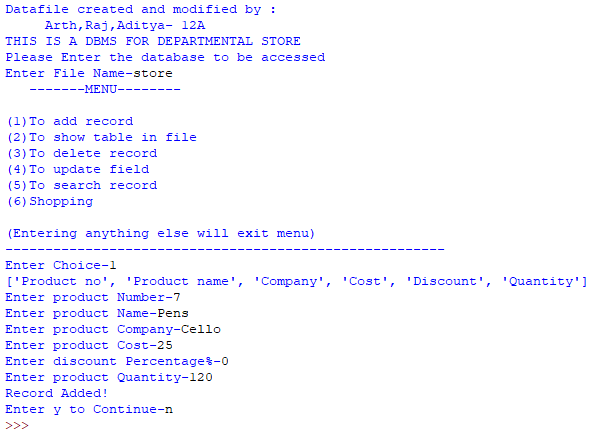 Datafile created and modified by :
     Arth,Raj,Aditya- 12A
THIS IS A DBMS FOR DEPARTMENTAL STORE
Please Enter the database to be accessed
Enter File Name-store
   -------MENU--------
(1)To add record
(2)To show table in file
(3)To delete record
(4)To update field
(5)To search record
(6)Shopping
(Entering anything else will exit menu)
-------------------------------------------------------
Enter Choice-1
['Product no', 'Product name', 'Company', 'Cost', 'Discount', 'Quantity']
Enter product Number-7
Enter product Name-Pens
Enter product Company-Cello
Enter product Cost-25
Enter discount Percentage%-0
Enter product Quantity-120
Record Added!
Enter y to Continue-n
>>>